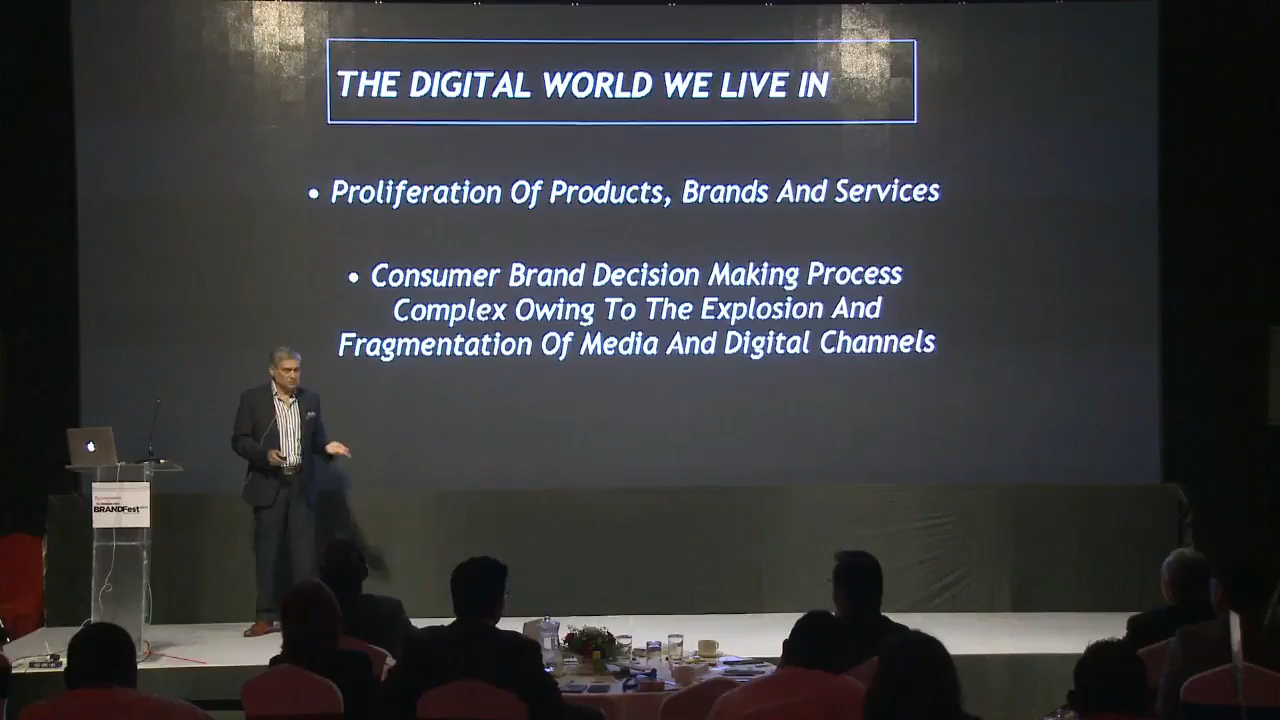 THE DIGITAL WORLD WE LIVE IN
• Proliferation Of Products, Brands And Services
• Consumer Brand Decision Making Process
Complex Owing To The Explosion And
Fragmentation Of Media And Digital Channels
BRANDFest